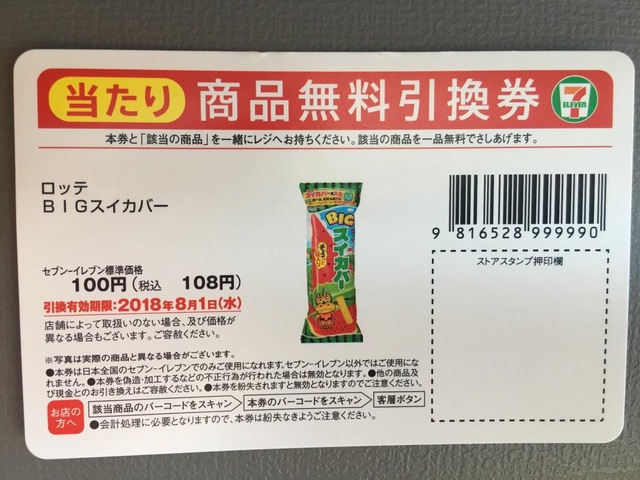 当たり 商品無料引換券
7 ELEVEN
本券と「該当の商品」を一緒にレジへお持ちください。該当の商品を一品無料でさしあげます。
ロッテ
BIGスイカバー
セブン-イレブン標準価格
100円(税込 108円)
引換有効期限:2018年8月1日(水)
店舗によって取扱いのない場合、及び価格が
異なる場合もございます。ご容赦ください。
BIG
スイカバー
9 816528 999990
ストアスタンプ押印欄
※写真は実際の商品と異なる場合がございます。
●本券は日本全国のセブン-イレブンでのみご使用になれます。セブン-イレブン以外ではご使用にな
れません。●本券を偽造・加工するなどの不正行為が行われた場合は無効となります。●他の商品及
び現金とのお引き換えはご容赦ください。●本券を紛失されますと無効となりますのでご注意ください。
お店の方へ
該当商品のバーコードをスキャン 本券のバーコードをスキャン 客層ボタン
●会計処理に必要となりますので、本券は紛失なきようご注意ください。